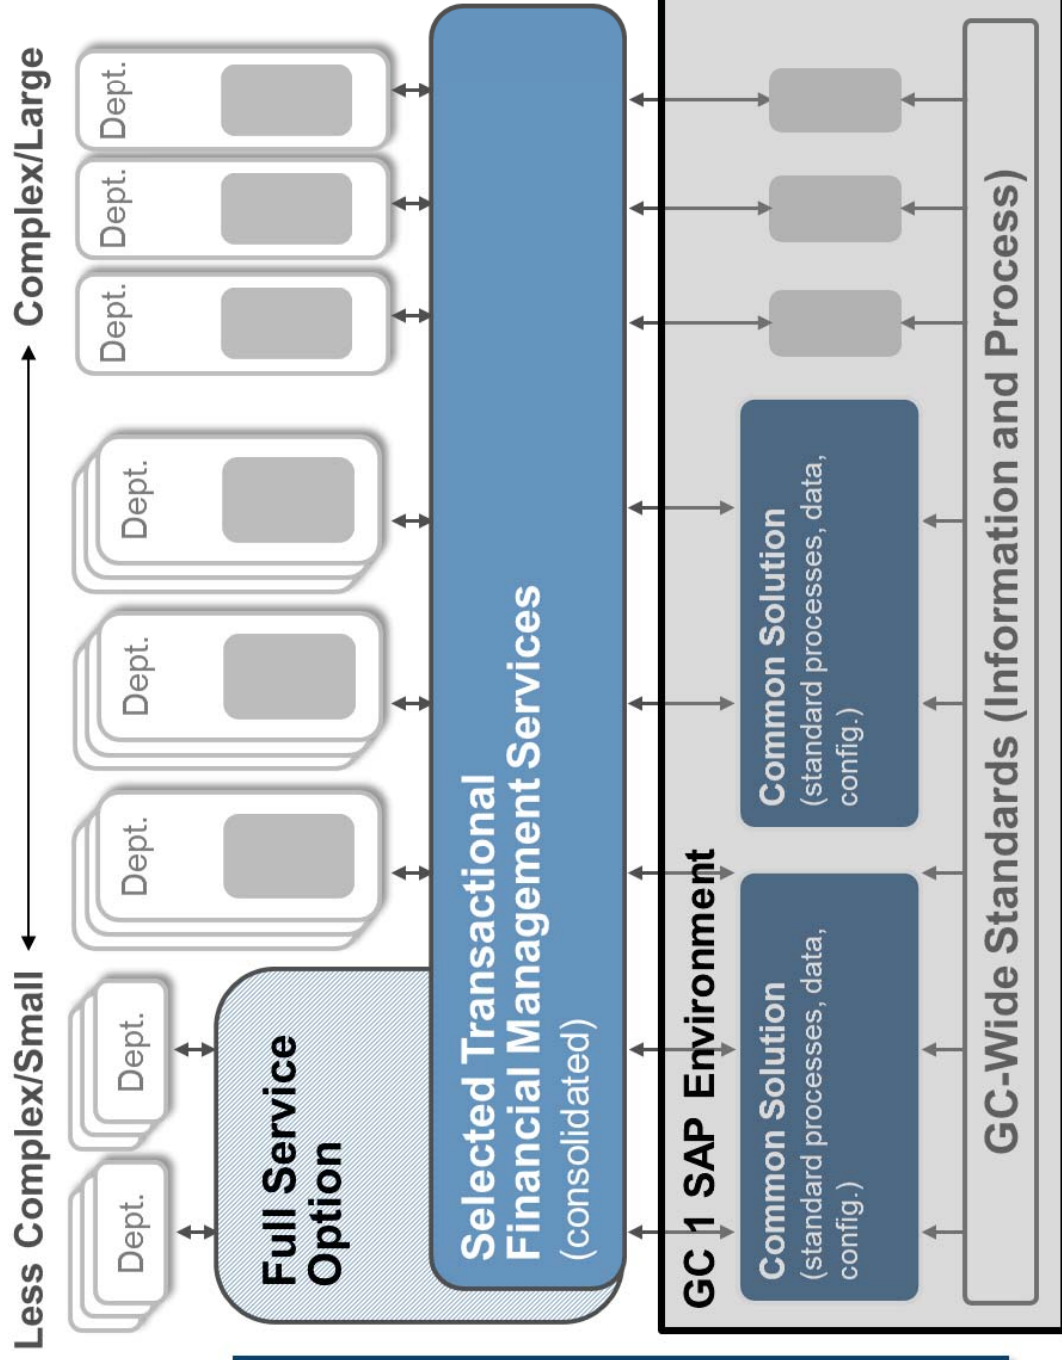 Less Complex/Small
Complex/Large
Dept.
Dept.
Dept.
Dept.
Dept.
Dept.
Dept.
Dept.
Full Service
Option
Selected Transactional
Financial Management Services
(consolidated)
GC 1 SAP Environment
Common Solution
(standard processes, data,
config.)
Common Solution
(standard processes, data,
config.)
GC-Wide Standards (Information and Process)